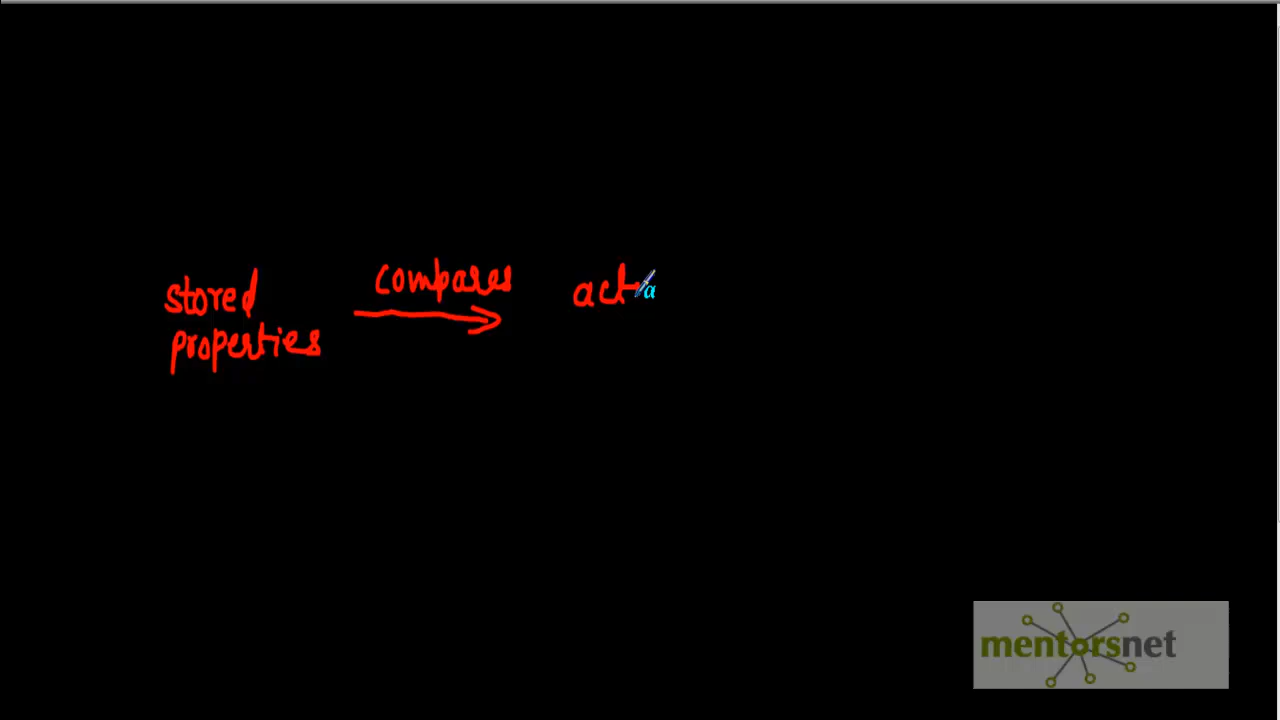 stored
properties
compares
act
mentorsnet